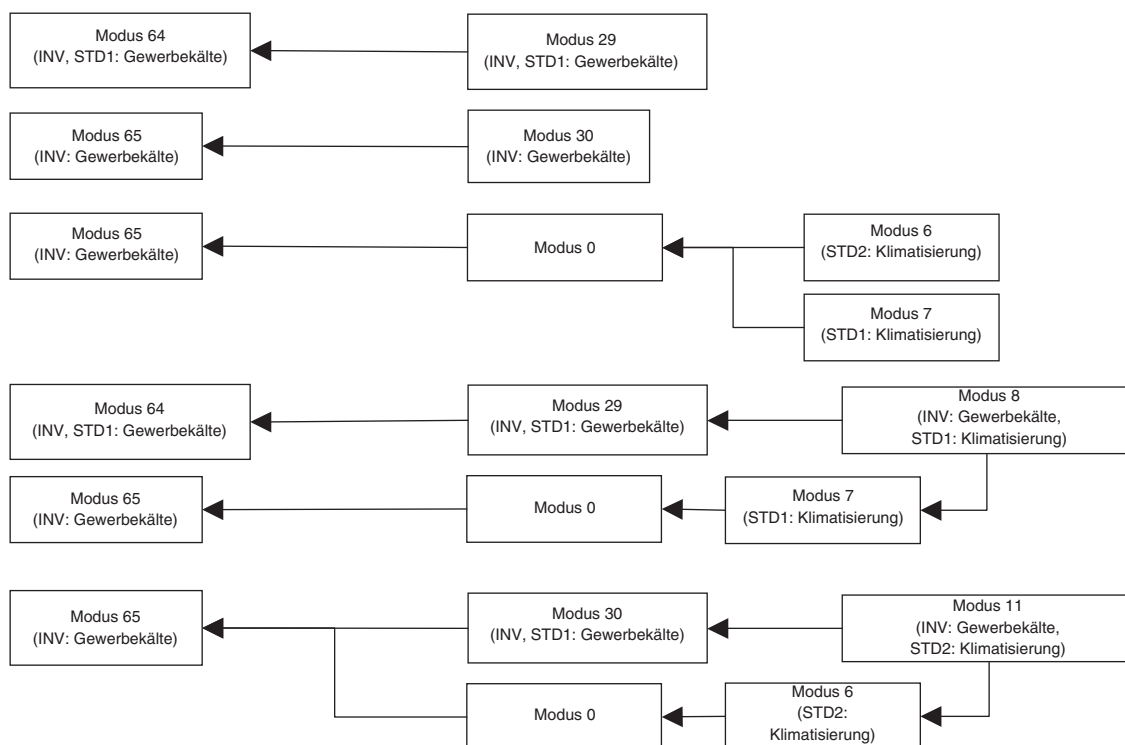 Modus 64
(INV, STD1: Gewerbekälte)
Modus 29
(INV, STD1: Gewerbekälte)
Modus 65
(INV: Gewerbekälte)
Modus 30
(INV: Gewerbekälte)
Modus 65
(INV: Gewerbekälte)
Modus 0
Modus 6
(STD2: Klimatisierung)
Modus 7
(STD1: Klimatisierung)
Modus 64
(INV, STD1: Gewerbekälte)
Modus 29
(INV, STD1: Gewerbekälte)
Modus 8
(INV: Gewerbekälte,
STD1: Klimatisierung)
Modus 65
(INV: Gewerbekälte)
Modus 0
Modus 7
(STD1: Klimatisierung)
Modus 65
(INV: Gewerbekälte)
Modus 30
(INV, STD1: Gewerbekälte)
Modus 11
(INV: Gewerbekälte,
STD2: Klimatisierung)
Modus 0
Modus 6
(STD2:
Klimatisierung)